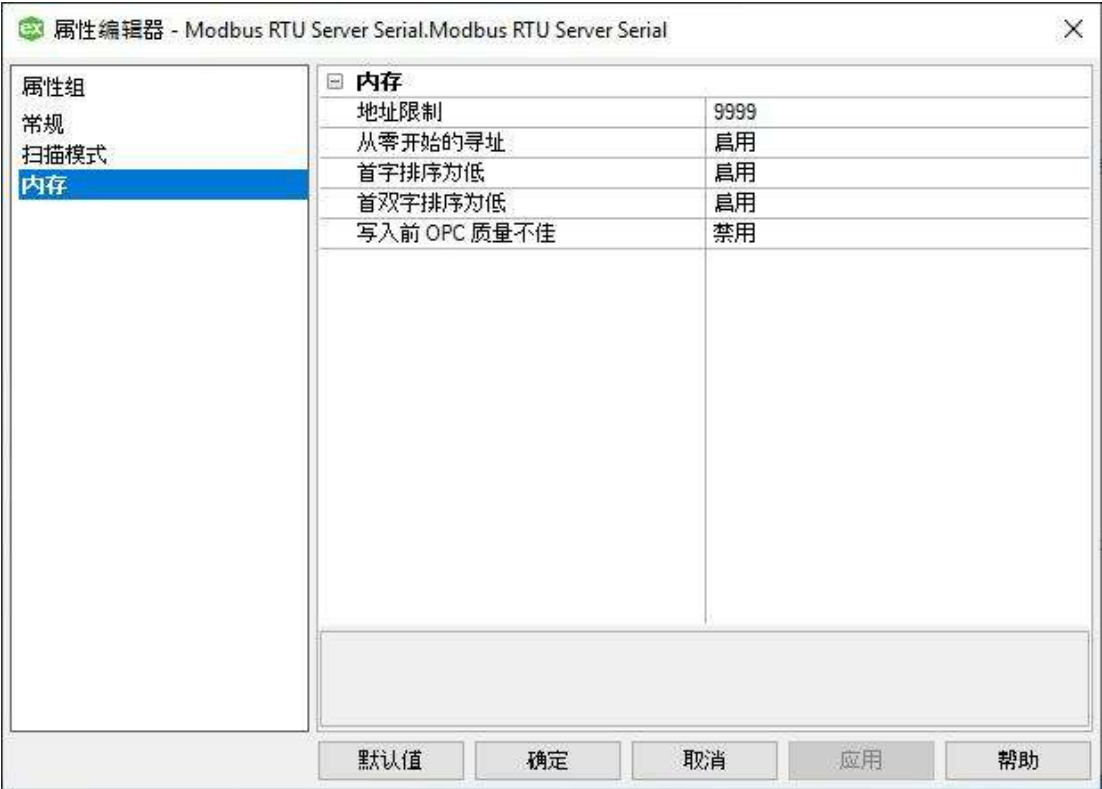 ex 属性编辑器 - Modbus RTU Server Serial.Modbus RTU Server Serial
属性组
常规
扫描模式
内存
内存
地址限制 9999
从零开始的寻址 启用
首字排序为低 启用
首双字排序为低 启用
写入前 OPC 质量不佳 禁用
默认值 确定 取消 应用 帮助